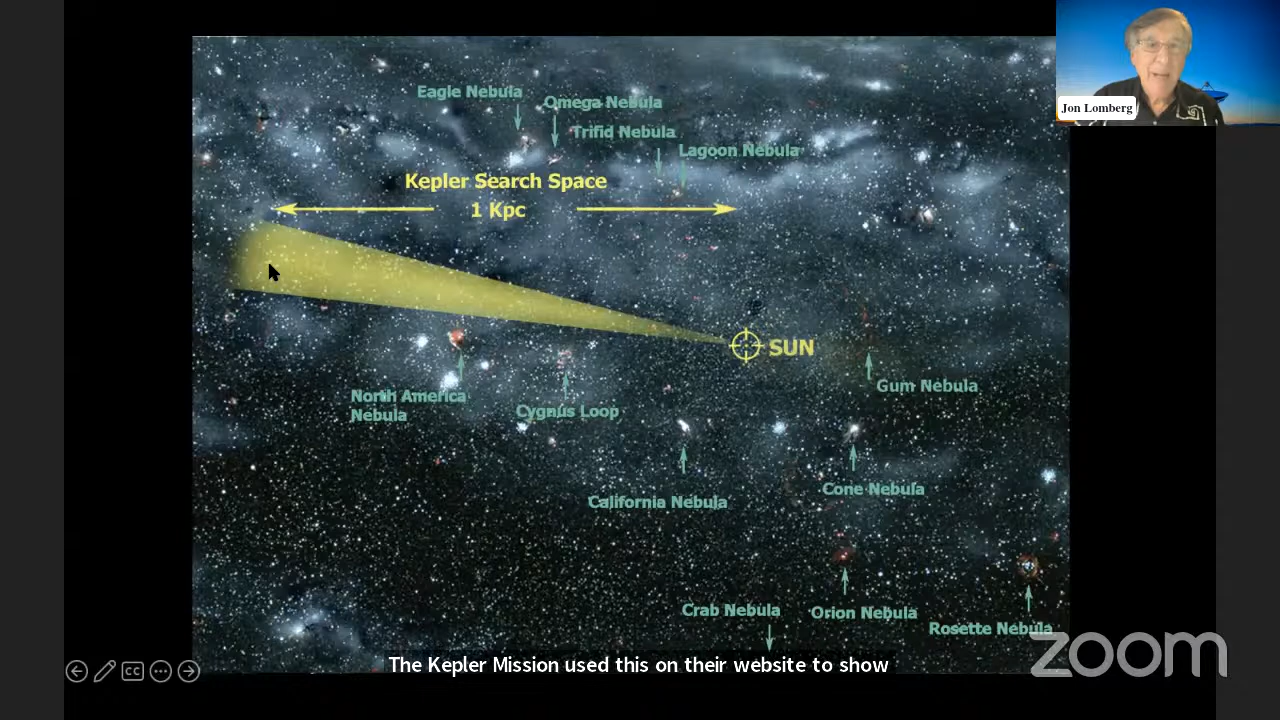 Jon Lomberg
Eagle Nebula
Omega Nebula
Trifid Nebula
Lagoon Nebula
Kepler Search Space
1 Kpc
SUN
Gum Nebula
North America
Nebula
Cygnus Loop
Cone Nebula
California Nebula
Crab Nebula
Orion Nebula
Rosette Nebula
The Kepler Mission used this on their website to show
CC
zoom